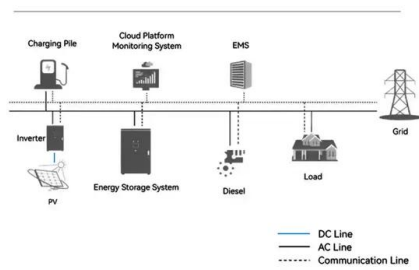 Charging Pile
Cloud Platform
Monitoring System
EMS
Grid
Inverter
PV
Energy Storage System
Diesel
Load
DC Line
AC Line
Communication Line